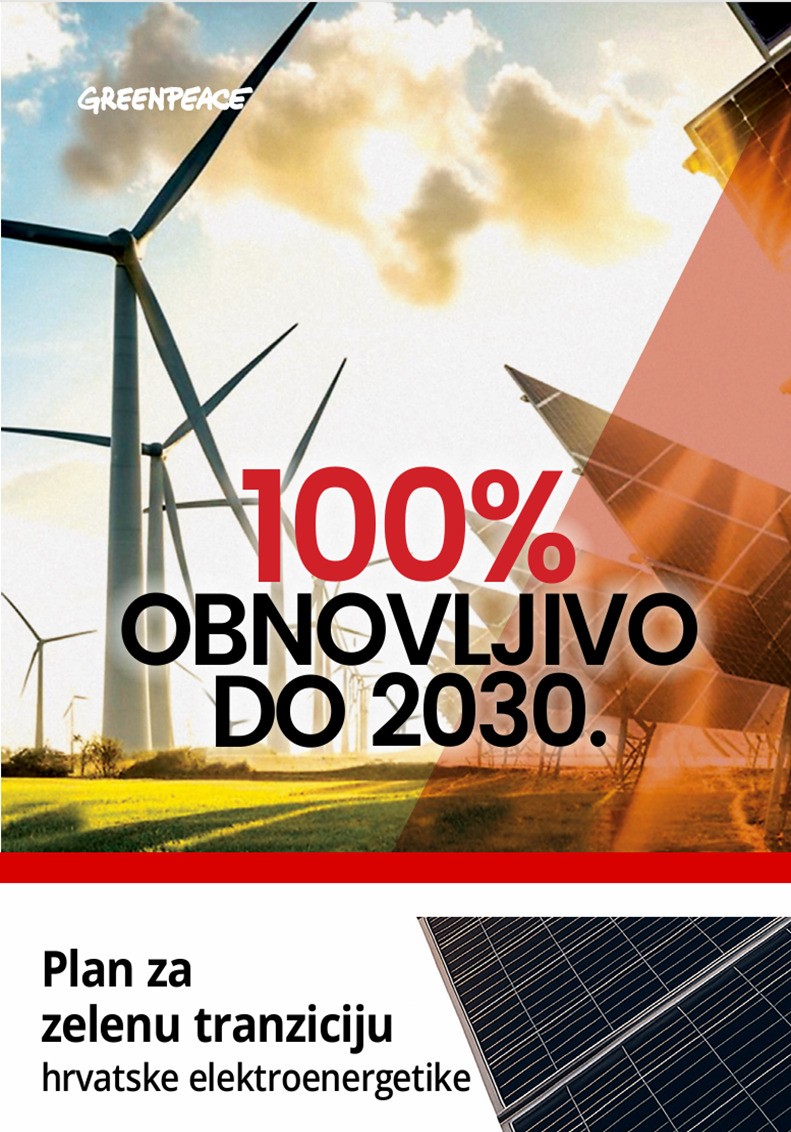 GREENPEACE
100%
OBNOVLJIVO
DO 2030.
Plan za
zelenu tranziciju
hrvatske elektroenergetike